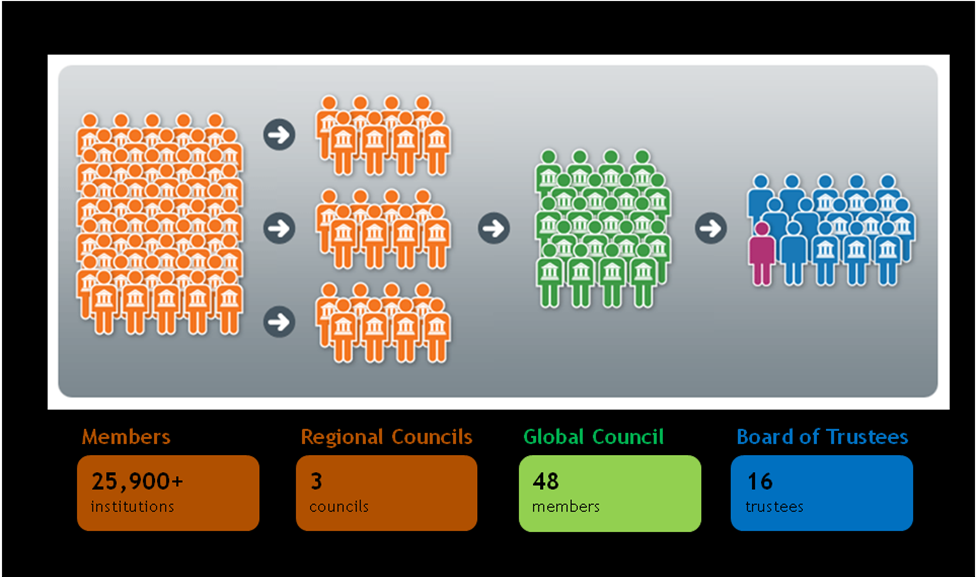 Members
25,900+
institutions
Regional Councils
3
councils
Global Council
48
members
Board of Trustees
16
trustees